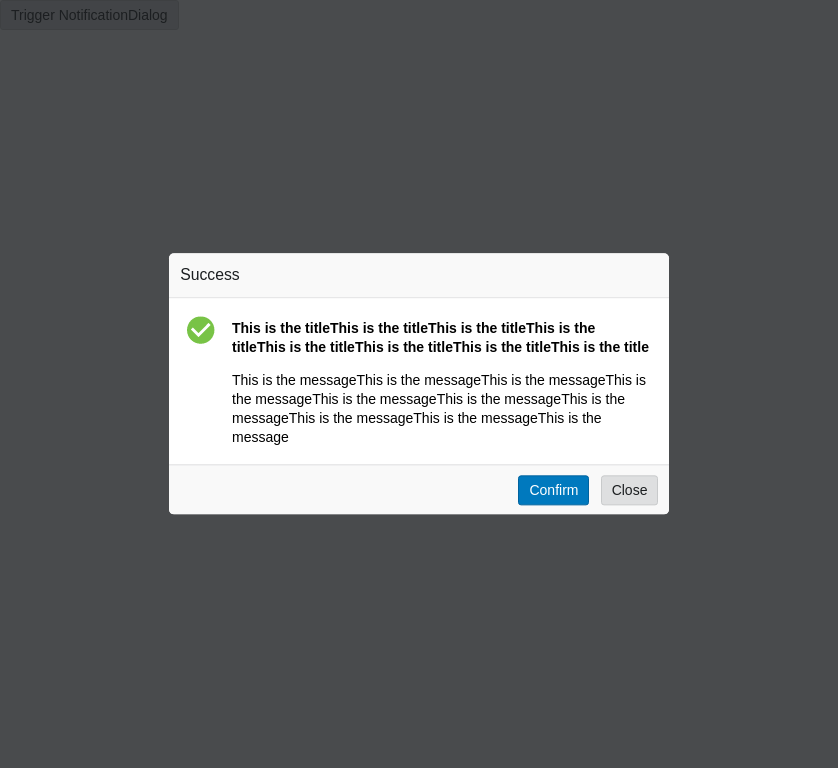 Trigger NotificationDialog
Success
This is the titleThis is the titleThis is the titleThis is the
titleThis is the titleThis is the titleThis is the titleThis is the title
This is the messageThis is the messageThis is the messageThis is
the messageThis is the messageThis is the messageThis is the
messageThis is the messageThis is the messageThis is the
message
Confirm
Close